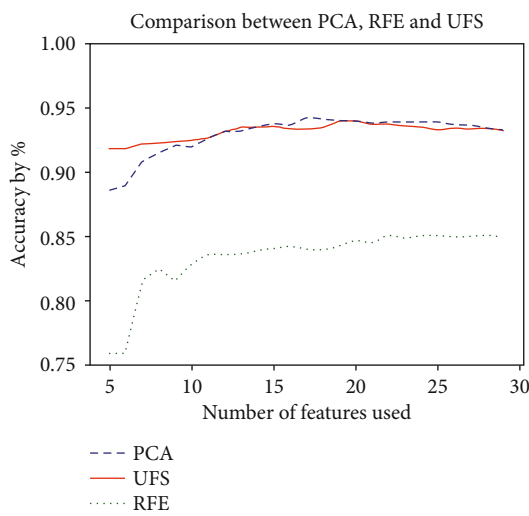 Comparison between PCA, RFE and UFS
1.00
0.95
0.90
0.85
0.80
0.75
Accuracy by %
5 10 15 20 25 30
Number of features used
PCA
UFS
RFE